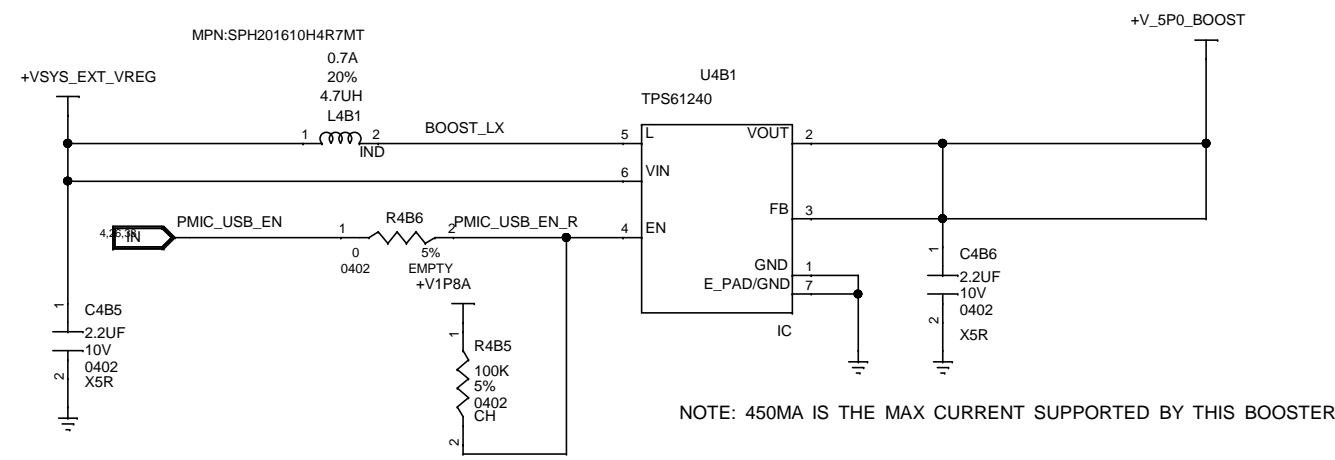 +V_5P0_BOOST
MPN:SPH201610H4R7MT
0.7A
20%
4.7UH
L4B1
+VSYS_EXT_VREG
U4B1
TPS61240
1
2
IND
BOOST_LX
5
L
VOUT
2
6
VIN
FB
3
IN
PMIC_USB_EN
1
R4B6
2
PMIC_USB_EN_R
4
EN
0
0402
5%
EMPTY
+V1P8A
GND
1
E_PAD/GND
7
IC
1
C4B6
2.2UF
10V
0402
X5R
2
1
C4B5
2.2UF
10V
0402
X5R
2
1
R4B5
100K
5%
0402
CH
2
NOTE: 450MA IS THE MAX CURRENT SUPPORTED BY THIS BOOSTER